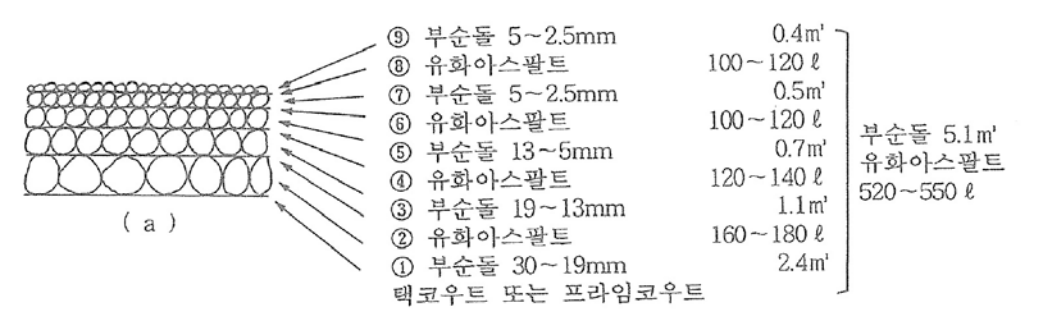 ⑨ 부순돌 5~2.5mm 0.4㎥
⑧ 유화아스팔트 100~120 ℓ
⑦ 부순돌 5~2.5mm 0.5㎥
⑥ 유화아스팔트 100~120 ℓ
⑤ 부순돌 13~5mm 0.7㎥
④ 유화아스팔트 120~140 ℓ
③ 부순돌 19~13mm 1.1㎥
② 유화아스팔트 160~180 ℓ
① 부순돌 30~19mm 2.4㎥
택코우트 또는 프라임코우트
부순돌 5.1㎥
유화아스팔트
520~550 ℓ
( a )